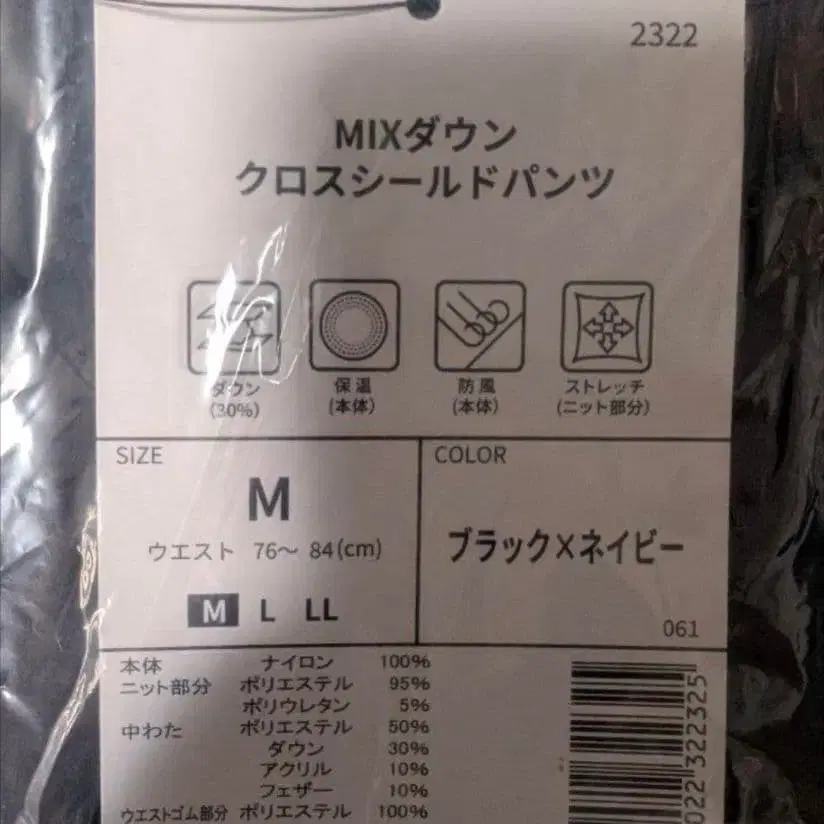 2322
MIXダウン
クロスシールドパンツ
ダウン
(30%)
保温
(本体)
防風
(本体)
ストレッチ
(ニット部分)
SIZE
M
ウエスト 76〜 84(cm)
M L LL
COLOR
ブラック×ネイビー
061
本体 ナイロン 100%
ニット部分 ポリエステル 95%
ポリウレタン 5%
中わた ポリエステル 50%
ダウン 30%
アクリル 10%
フェザー 10%
ウエストゴム部分 ポリエステル 100%
022322325